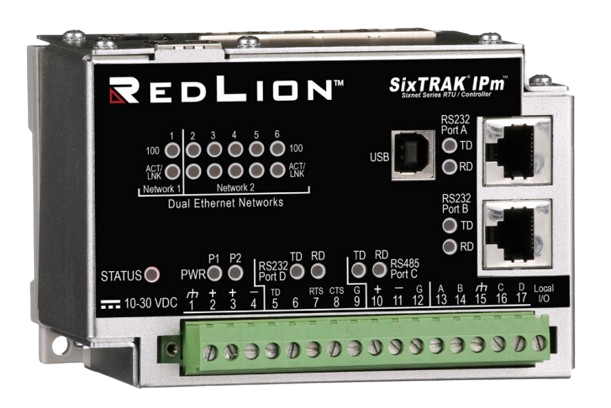 REDLION™
SixTRAK® IPm™
Sixnet Series RTU / Controller
1 2 3 4 5 6
100 100
ACT/LNK ACT/LNK
Network 1 Network 2
Dual Ethernet Networks
USB
RS232 Port A
TD
RD
RS232 Port B
TD
RD
STATUS
PWR P1 P2
RS232 Port D TD RD
TD RD RS485 Port C
10-30 VDC
+ + − TD RTS CTS G + − G A B C D Local I/O
1 2 3 4 5 6 7 8 9 10 11 12 13 14 15 16 17